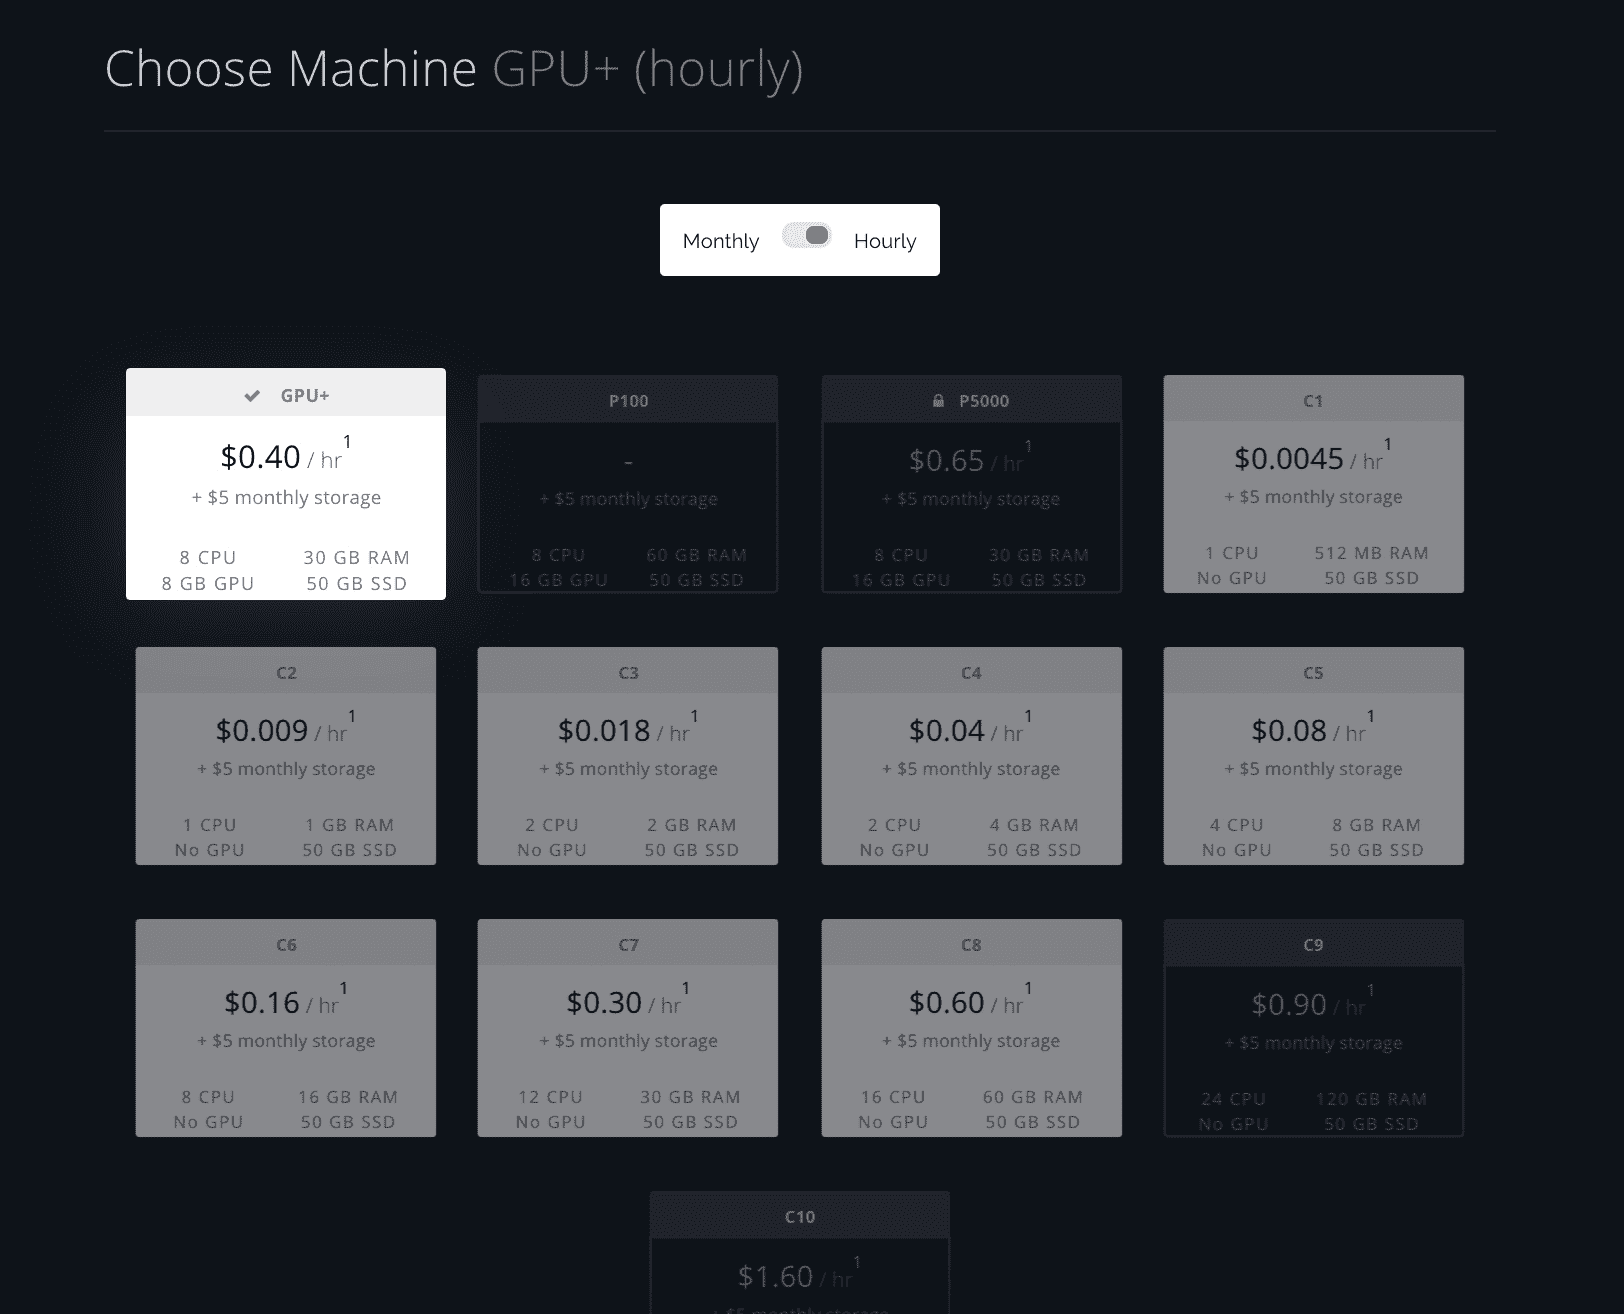 Choose Machine GPU+ (hourly)
Monthly Hourly
GPU+
$0.40 / hr 1
+ $5 monthly storage
8 CPU 30 GB RAM
8 GB GPU 50 GB SSD
P100
-
+ $5 monthly storage
8 CPU 60 GB RAM
16 GB GPU 50 GB SSD
P5000
$0.65 / hr 1
+ $5 monthly storage
8 CPU 30 GB RAM
16 GB GPU 50 GB SSD
C1
$0.0045 / hr 1
+ $5 monthly storage
1 CPU 512 MB RAM
No GPU 50 GB SSD
C2
$0.009 / hr 1
+ $5 monthly storage
1 CPU 1 GB RAM
No GPU 50 GB SSD
C3
$0.018 / hr 1
+ $5 monthly storage
2 CPU 2 GB RAM
No GPU 50 GB SSD
C4
$0.04 / hr 1
+ $5 monthly storage
2 CPU 4 GB RAM
No GPU 50 GB SSD
C5
$0.08 / hr 1
+ $5 monthly storage
4 CPU 8 GB RAM
No GPU 50 GB SSD
C6
$0.16 / hr 1
+ $5 monthly storage
8 CPU 16 GB RAM
No GPU 50 GB SSD
C7
$0.30 / hr 1
+ $5 monthly storage
12 CPU 30 GB RAM
No GPU 50 GB SSD
C8
$0.60 / hr 1
+ $5 monthly storage
16 CPU 60 GB RAM
No GPU 50 GB SSD
C9
$0.90 / hr 1
+ $5 monthly storage
24 CPU 120 GB RAM
No GPU 50 GB SSD
C10
$1.60 / hr 1
+ $5 monthly storage